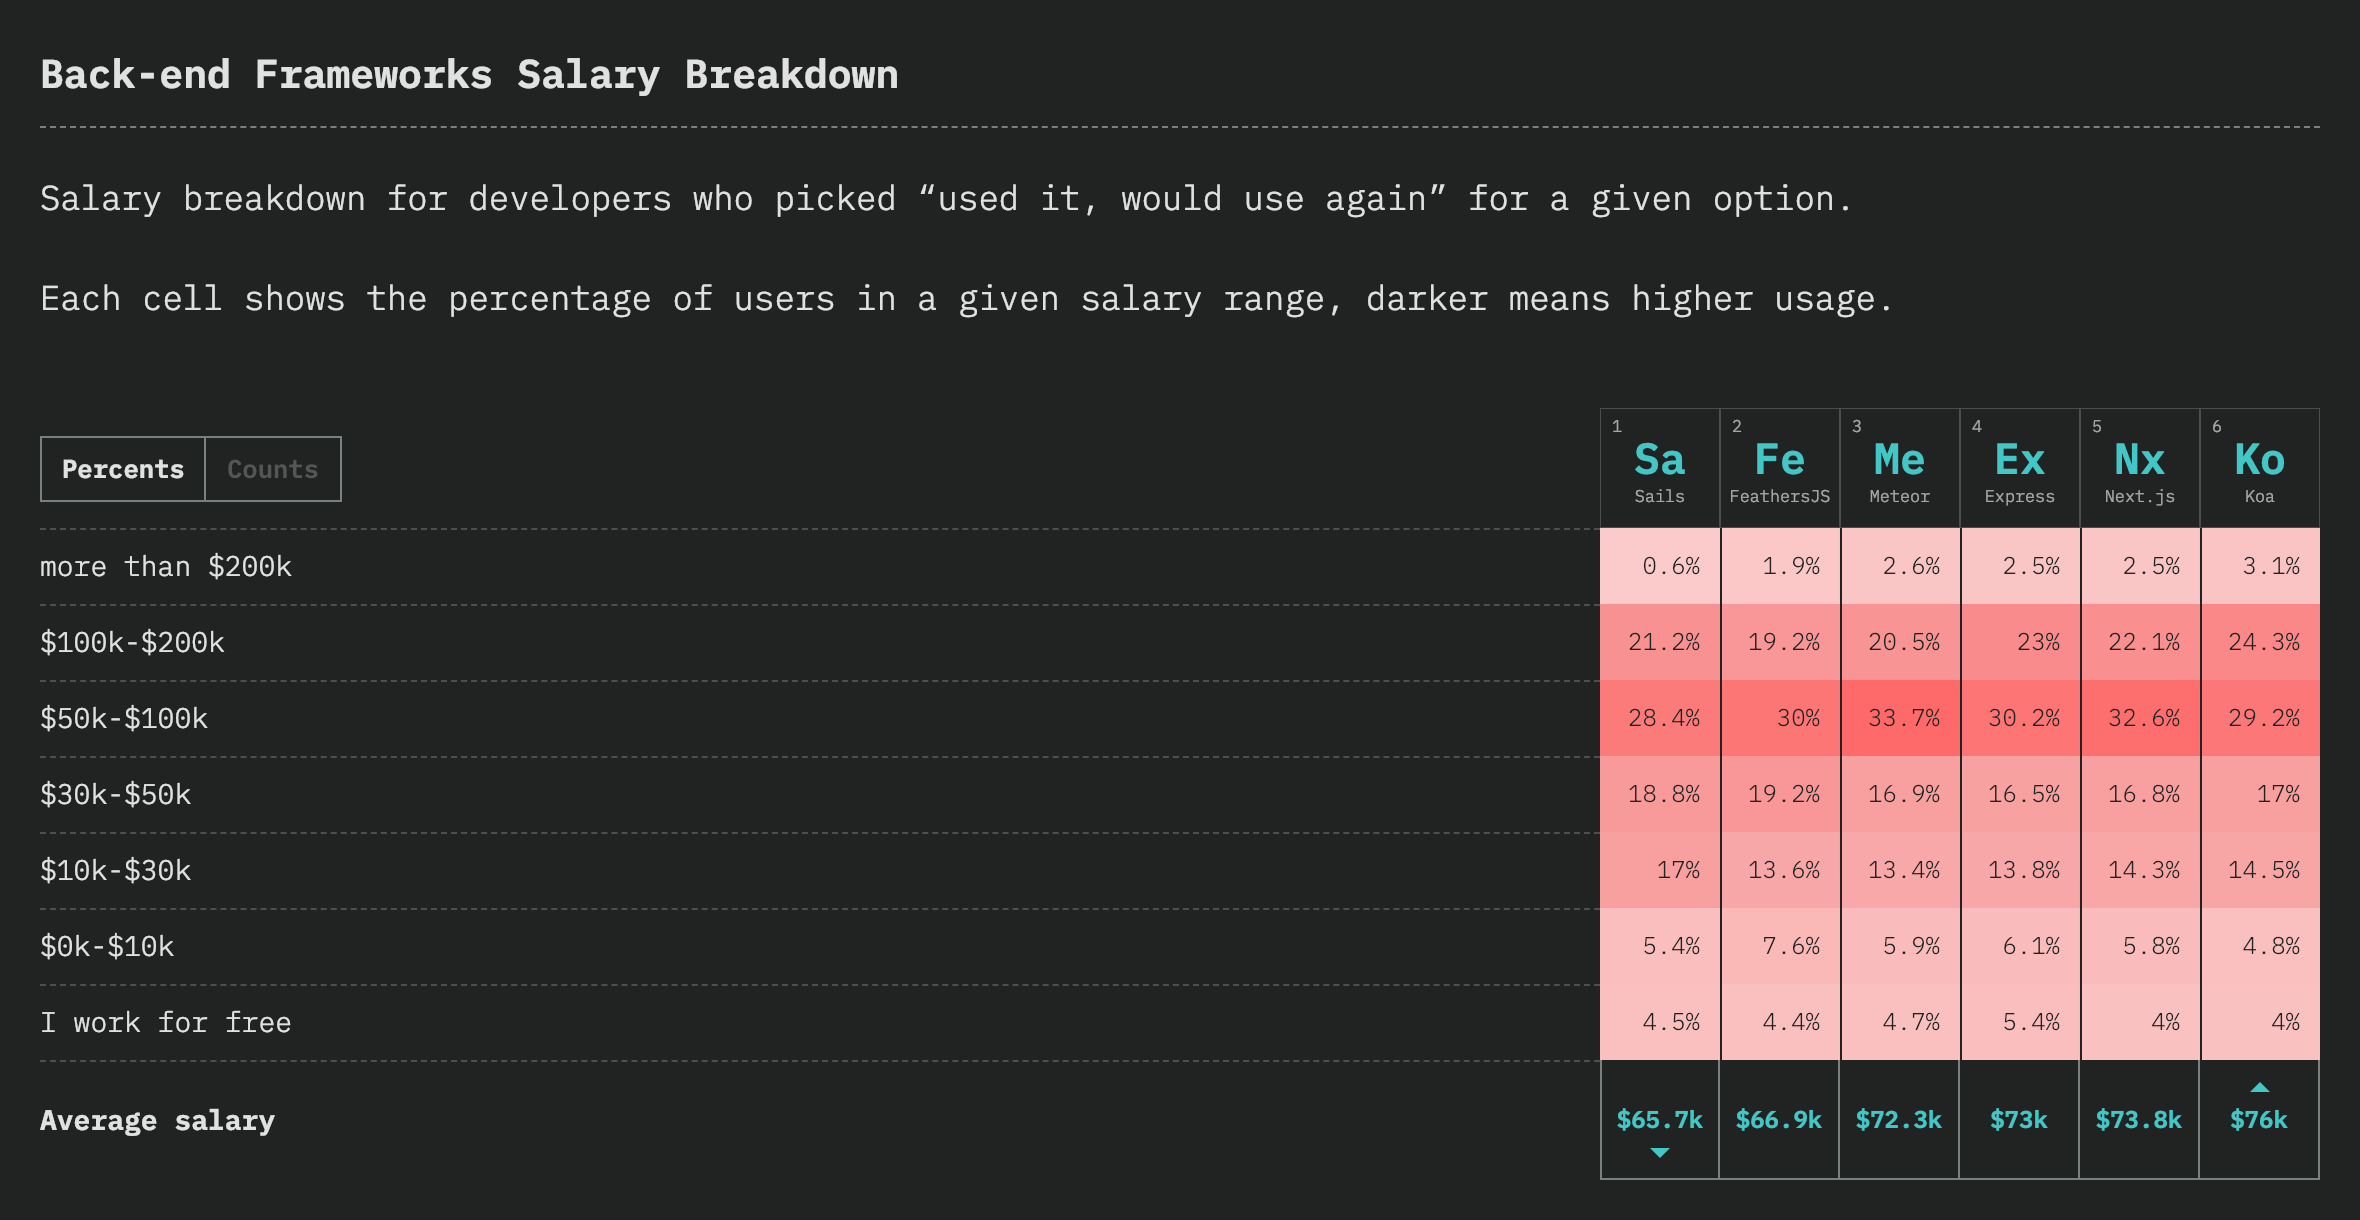 Back-end Frameworks Salary Breakdown
Salary breakdown for developers who picked “used it, would use again” for a given option.
Each cell shows the percentage of users in a given salary range, darker means higher usage.
Percents Counts
1 2 3 4 5 6
Sa Fe Me Ex Nx Ko
Sails FeathersJS Meteor Express Next.js Koa
more than $200k 0.6% 1.9% 2.6% 2.5% 2.5% 3.1%
$100k-$200k 21.2% 19.2% 20.5% 23% 22.1% 24.3%
$50k-$100k 28.4% 30% 33.7% 30.2% 32.6% 29.2%
$30k-$50k 18.8% 19.2% 16.9% 16.5% 16.8% 17%
$10k-$30k 17% 13.6% 13.4% 13.8% 14.3% 14.5%
$0k-$10k 5.4% 7.6% 5.9% 6.1% 5.8% 4.8%
I work for free 4.5% 4.4% 4.7% 5.4% 4% 4%
Average salary $65.7k $66.9k $72.3k $73k $73.8k $76k